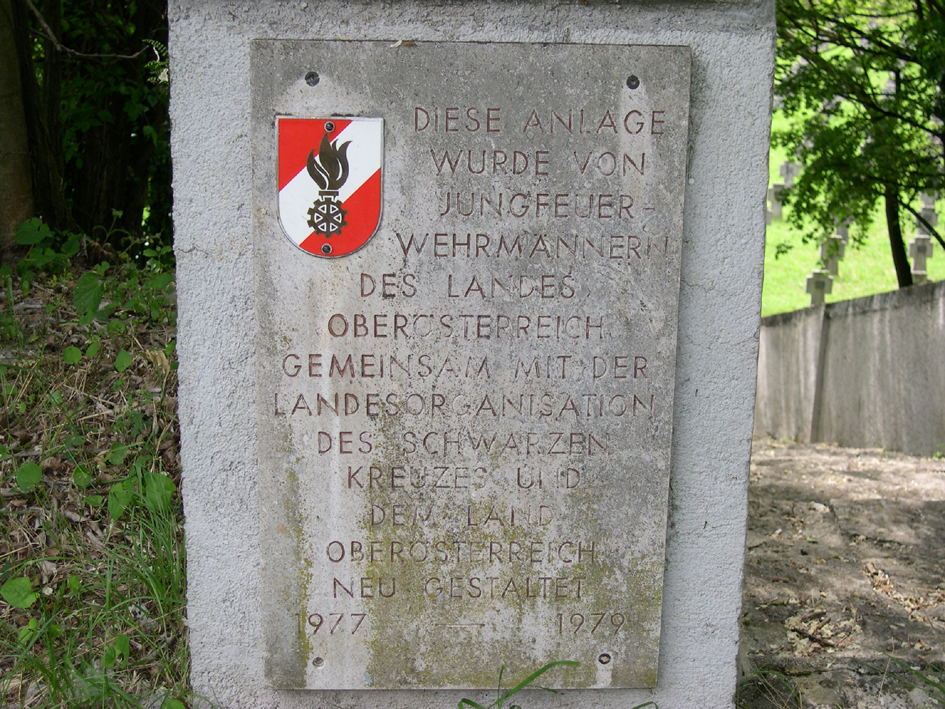 DIESE ANLAGE
WURDE VON
JUNGFEUER-
WEHRMÄNNERN
DES LANDES
OBERÖSTERREICH
GEMEINSAM MIT DER
LANDESORGANISATION
DES SCHWARZEN
KREUZES UND
DEM LAND
OBERÖSTERREICH
NEU GESTALTET
1977 — 1979